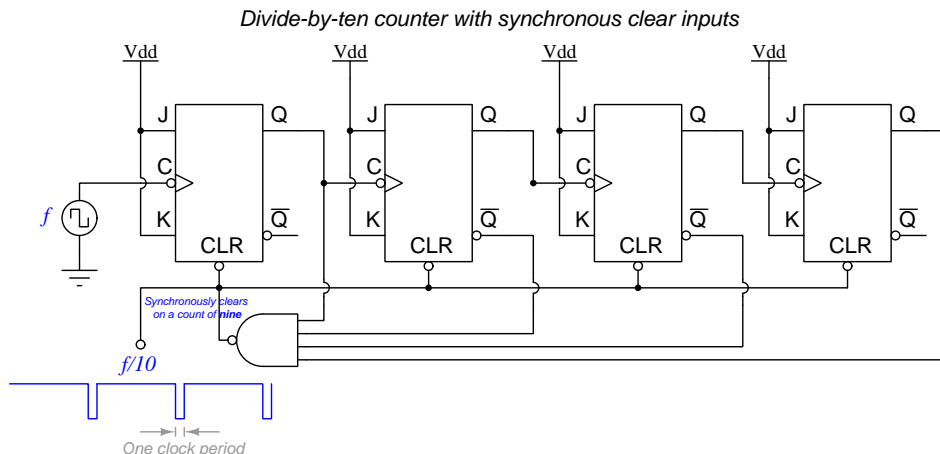 Divide-by-ten counter with synchronous clear inputs
Vdd Vdd Vdd Vdd
J Q J Q J Q J Q
C C C C
f K Q̅ K Q̅ K Q̅ K Q̅
CLR CLR CLR CLR
Synchronously clears
on a count of nine
f/10
One clock period